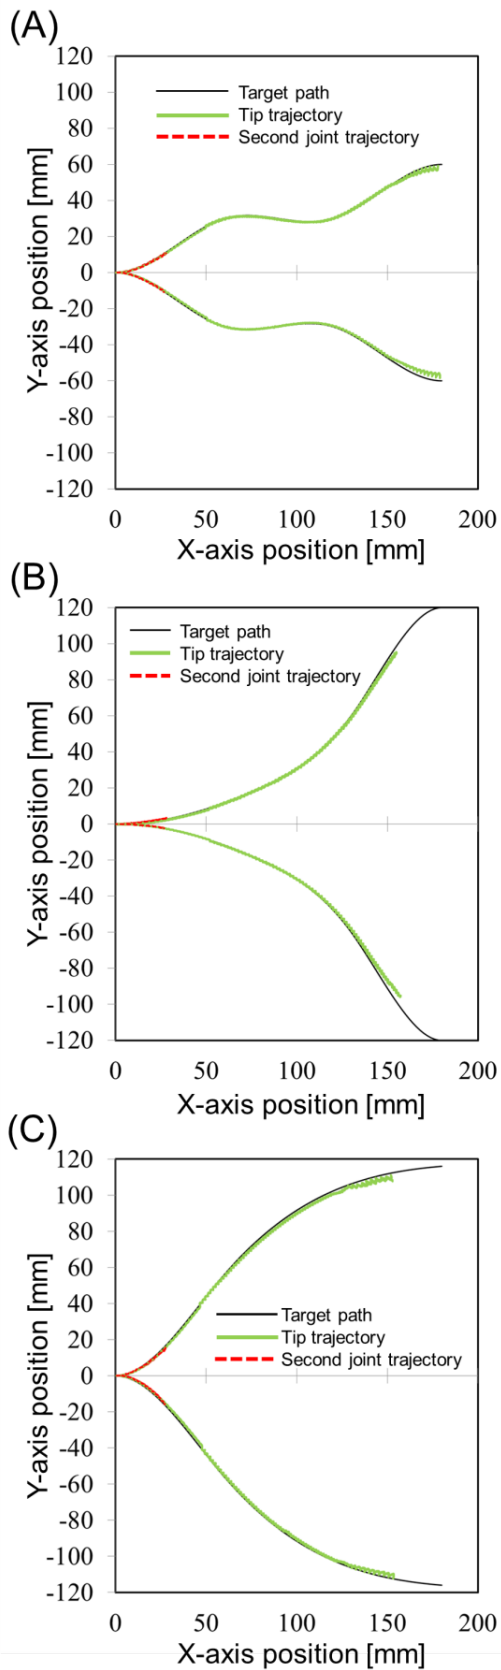 (A)
120
100
80
60
40
20
0
-20
-40
-60
-80
-100
-120
Y-axis position [mm]
Target path
Tip trajectory
Second joint trajectory
0 50 100 150 200
X-axis position [mm]
(B)
120
100
80
60
40
20
0
-20
-40
-60
-80
-100
-120
Y-axis position [mm]
Target path
Tip trajectory
Second joint trajectory
0 50 100 150 200
X-axis position [mm]
(C)
120
100
80
60
40
20
0
-20
-40
-60
-80
-100
-120
Y-axis position [mm]
Target path
Tip trajectory
Second joint trajectory
0 50 100 150 200
X-axis position [mm]